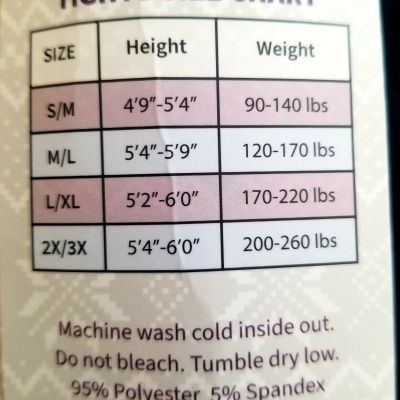 SIZE Height Weight
S/M 4'9"-5'4" 90-140 lbs
M/L 5'4"-5'9" 120-170 lbs
L/XL 5'2"-6'0" 170-220 lbs
2X/3X 5'4"-6'0" 200-260 lbs
Machine wash cold inside out.
Do not bleach. Tumble dry low.
95% Polyester 5% Spandex